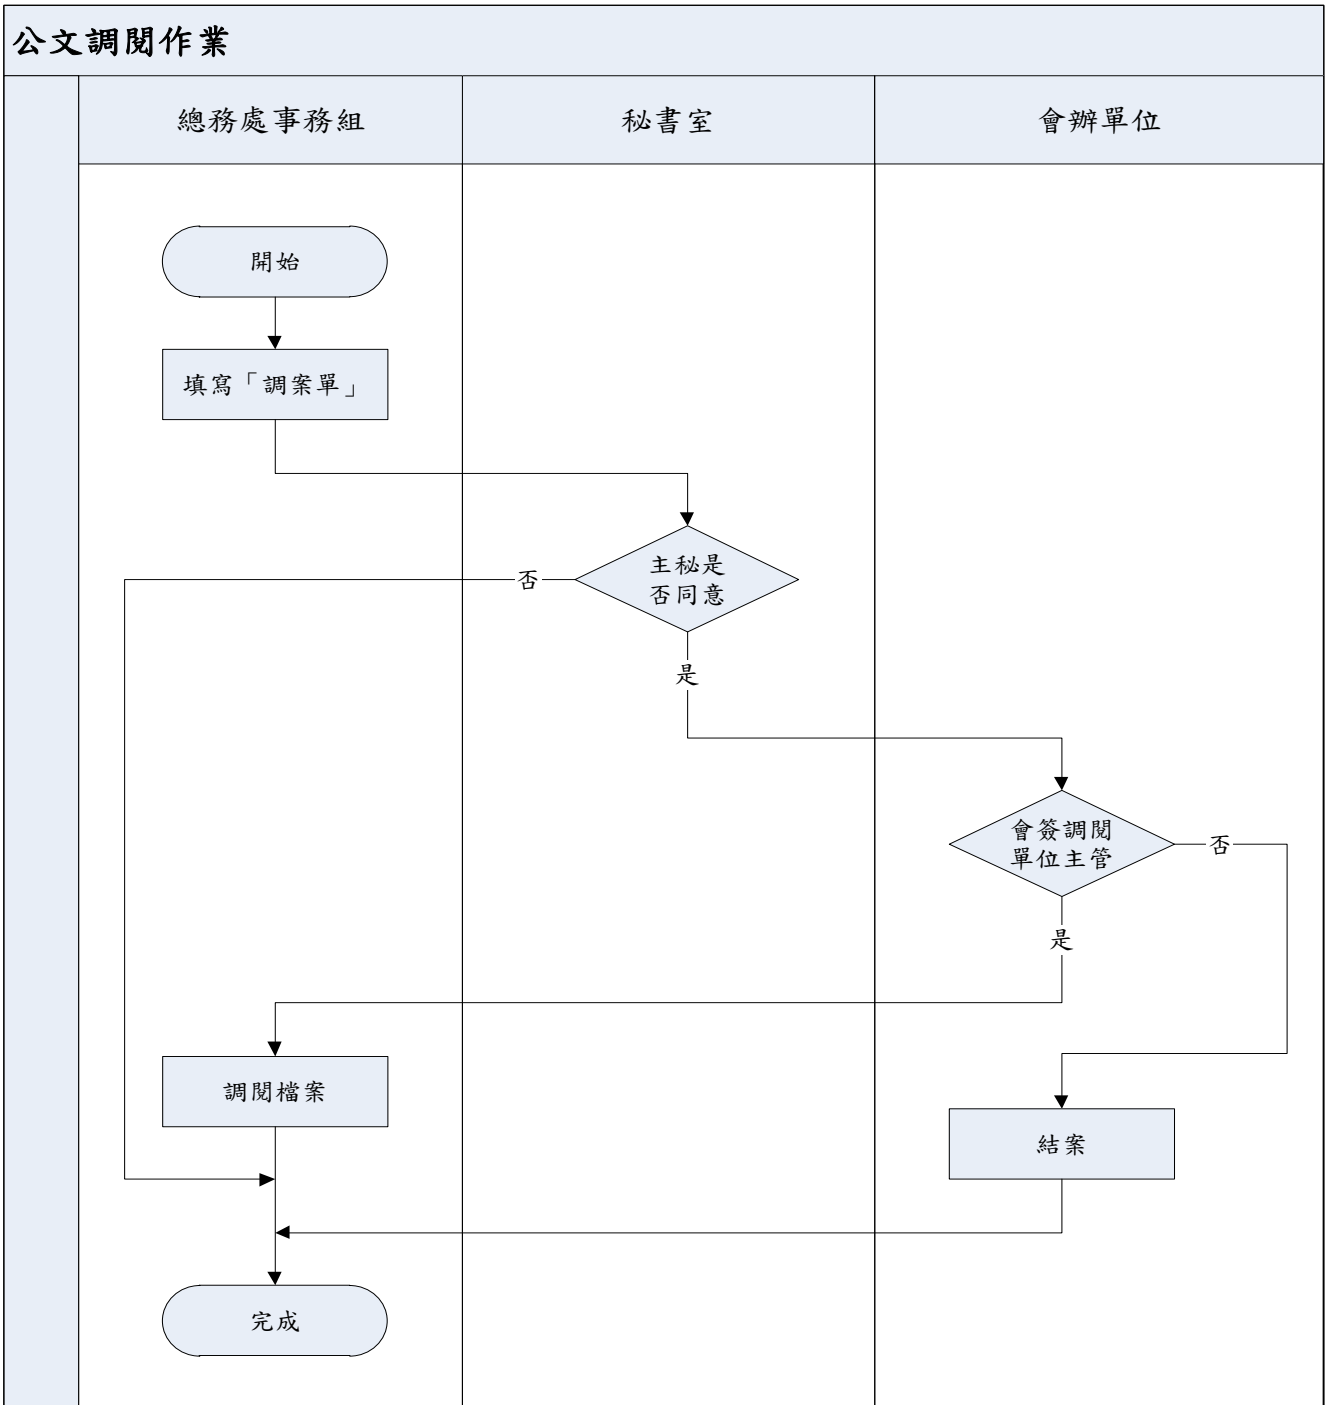 公文調閱作業
總務處事務組
秘書室
會辦單位
開始
填寫「調案單」
主秘是
否同意
否
是
會簽調閱
單位主管
否
是
調閱檔案
結案
完成